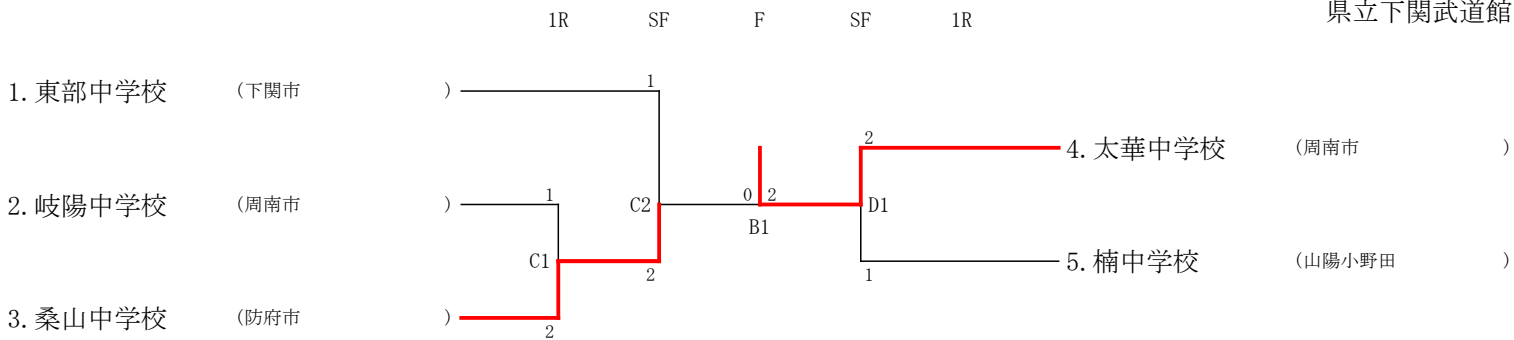 県立下関武道館
1R SF F SF 1R
1
1.東部中学校 (下関市 )
2
4.太華中学校 (周南市 )
1
0 2
2.岐陽中学校 (周南市 )
C2
D1
B1
C1
5.楠中学校 (山陽小野田 )
2
1
3.桑山中学校 (防府市 )
2